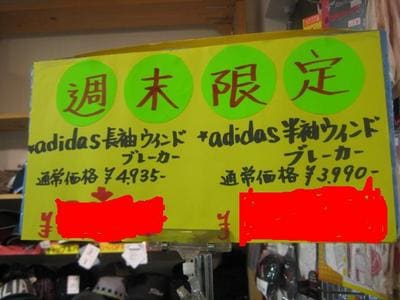 週末限定
*adidas長袖ウィンド
ブレーカー
通常価格¥4,935-
¥
*adidas半袖ウィンド
ブレーカー
通常価格¥3,990-
¥